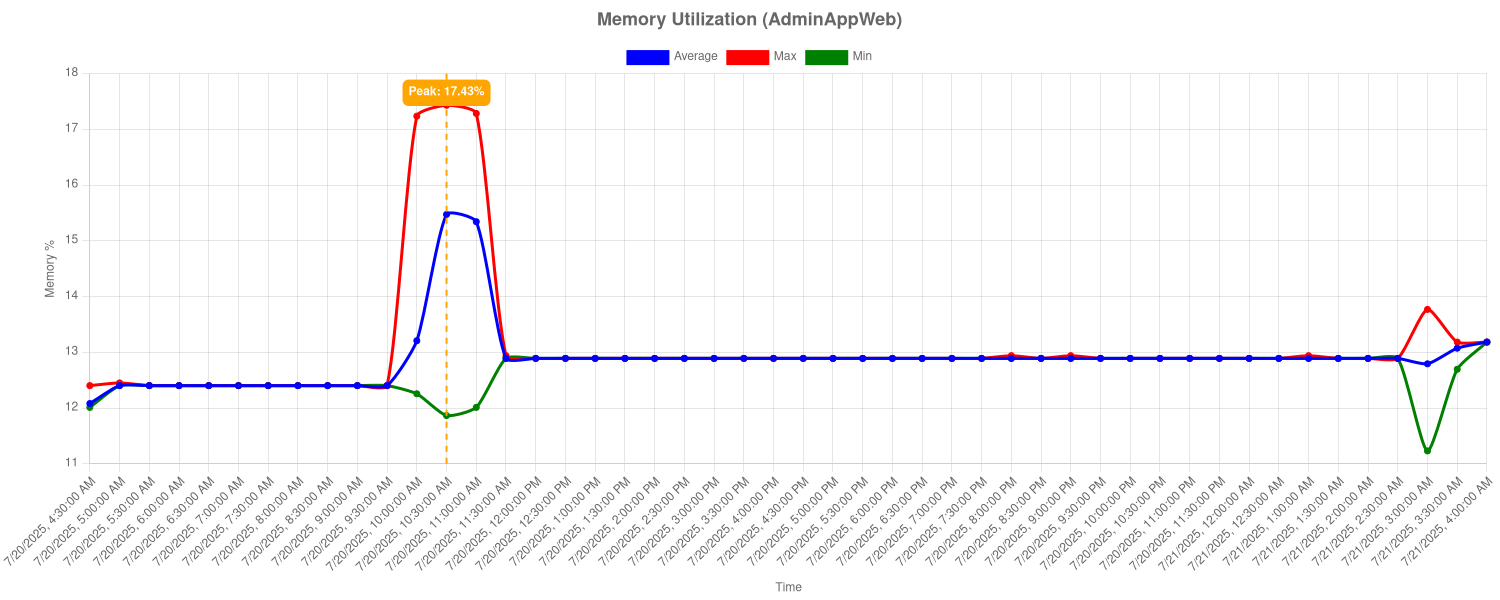 Memory Utilization (AdminAppWeb)
Average
Max
Min
Peak: 17.43%
Memory %
18
17
16
15
14
13
12
11
7/20/2025, 4:30:00 AM
7/20/2025, 5:00:00 AM
7/20/2025, 5:30:00 AM
7/20/2025, 6:00:00 AM
7/20/2025, 6:30:00 AM
7/20/2025, 7:00:00 AM
7/20/2025, 7:30:00 AM
7/20/2025, 8:00:00 AM
7/20/2025, 8:30:00 AM
7/20/2025, 9:00:00 AM
7/20/2025, 9:30:00 AM
7/20/2025, 10:00:00 AM
7/20/2025, 10:30:00 AM
7/20/2025, 11:00:00 AM
7/20/2025, 11:30:00 AM
7/20/2025, 12:00:00 PM
7/20/2025, 12:30:00 PM
7/20/2025, 1:00:00 PM
7/20/2025, 1:30:00 PM
7/20/2025, 2:00:00 PM
7/20/2025, 2:30:00 PM
7/20/2025, 3:00:00 PM
7/20/2025, 3:30:00 PM
7/20/2025, 4:00:00 PM
7/20/2025, 4:30:00 PM
7/20/2025, 5:00:00 PM
7/20/2025, 5:30:00 PM
7/20/2025, 6:00:00 PM
7/20/2025, 6:30:00 PM
7/20/2025, 7:00:00 PM
7/20/2025, 7:30:00 PM
7/20/2025, 8:00:00 PM
7/20/2025, 8:30:00 PM
7/20/2025, 9:00:00 PM
7/20/2025, 9:30:00 PM
7/20/2025, 10:00:00 PM
7/20/2025, 10:30:00 PM
7/20/2025, 11:00:00 PM
7/20/2025, 11:30:00 PM
7/21/2025, 12:00:00 AM
7/21/2025, 12:30:00 AM
7/21/2025, 1:00:00 AM
7/21/2025, 1:30:00 AM
7/21/2025, 2:00:00 AM
7/21/2025, 2:30:00 AM
7/21/2025, 3:00:00 AM
7/21/2025, 3:30:00 AM
7/21/2025, 4:00:00 AM
Time